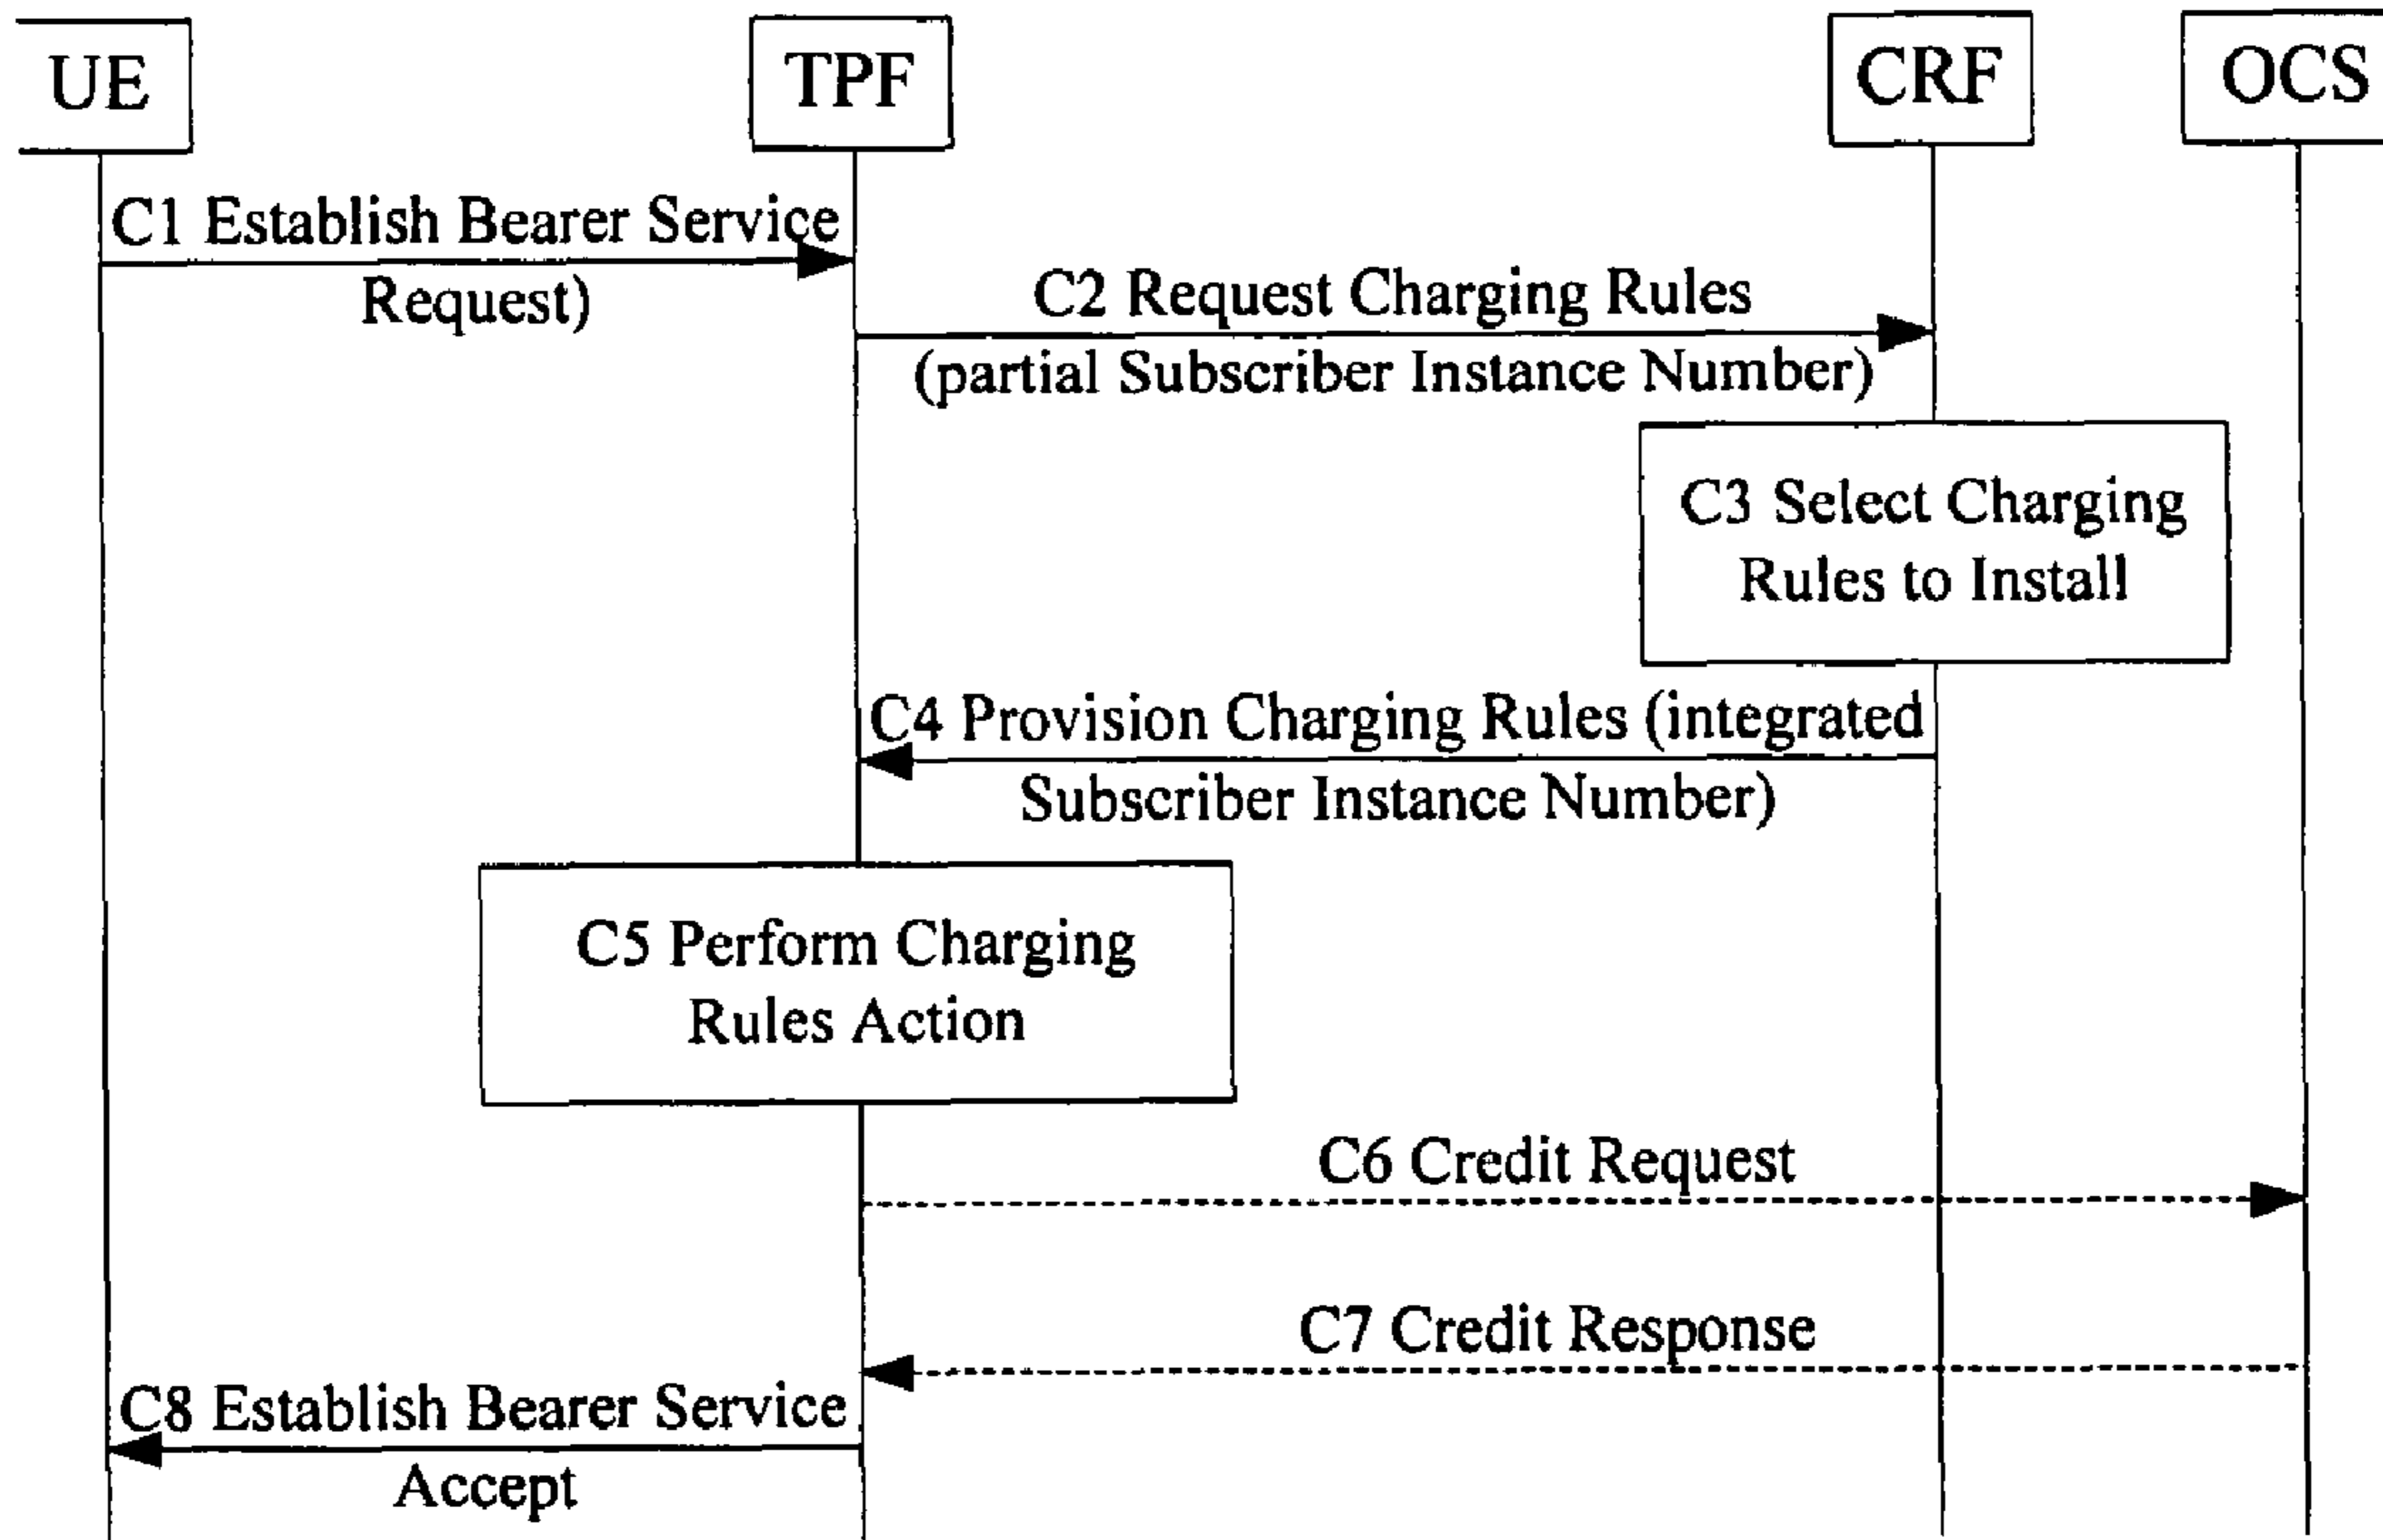 UE
TPF
CRF
OCS
C1 Establish Bearer Service
Request)
C2 Request Charging Rules
(partial Subscriber Instance Number)
C3 Select Charging
Rules to Install
C4 Provision Charging Rules (integrated
Subscriber Instance Number)
C5 Perform Charging
Rules Action
C6 Credit Request
C7 Credit Response
C8 Establish Bearer Service
Accept